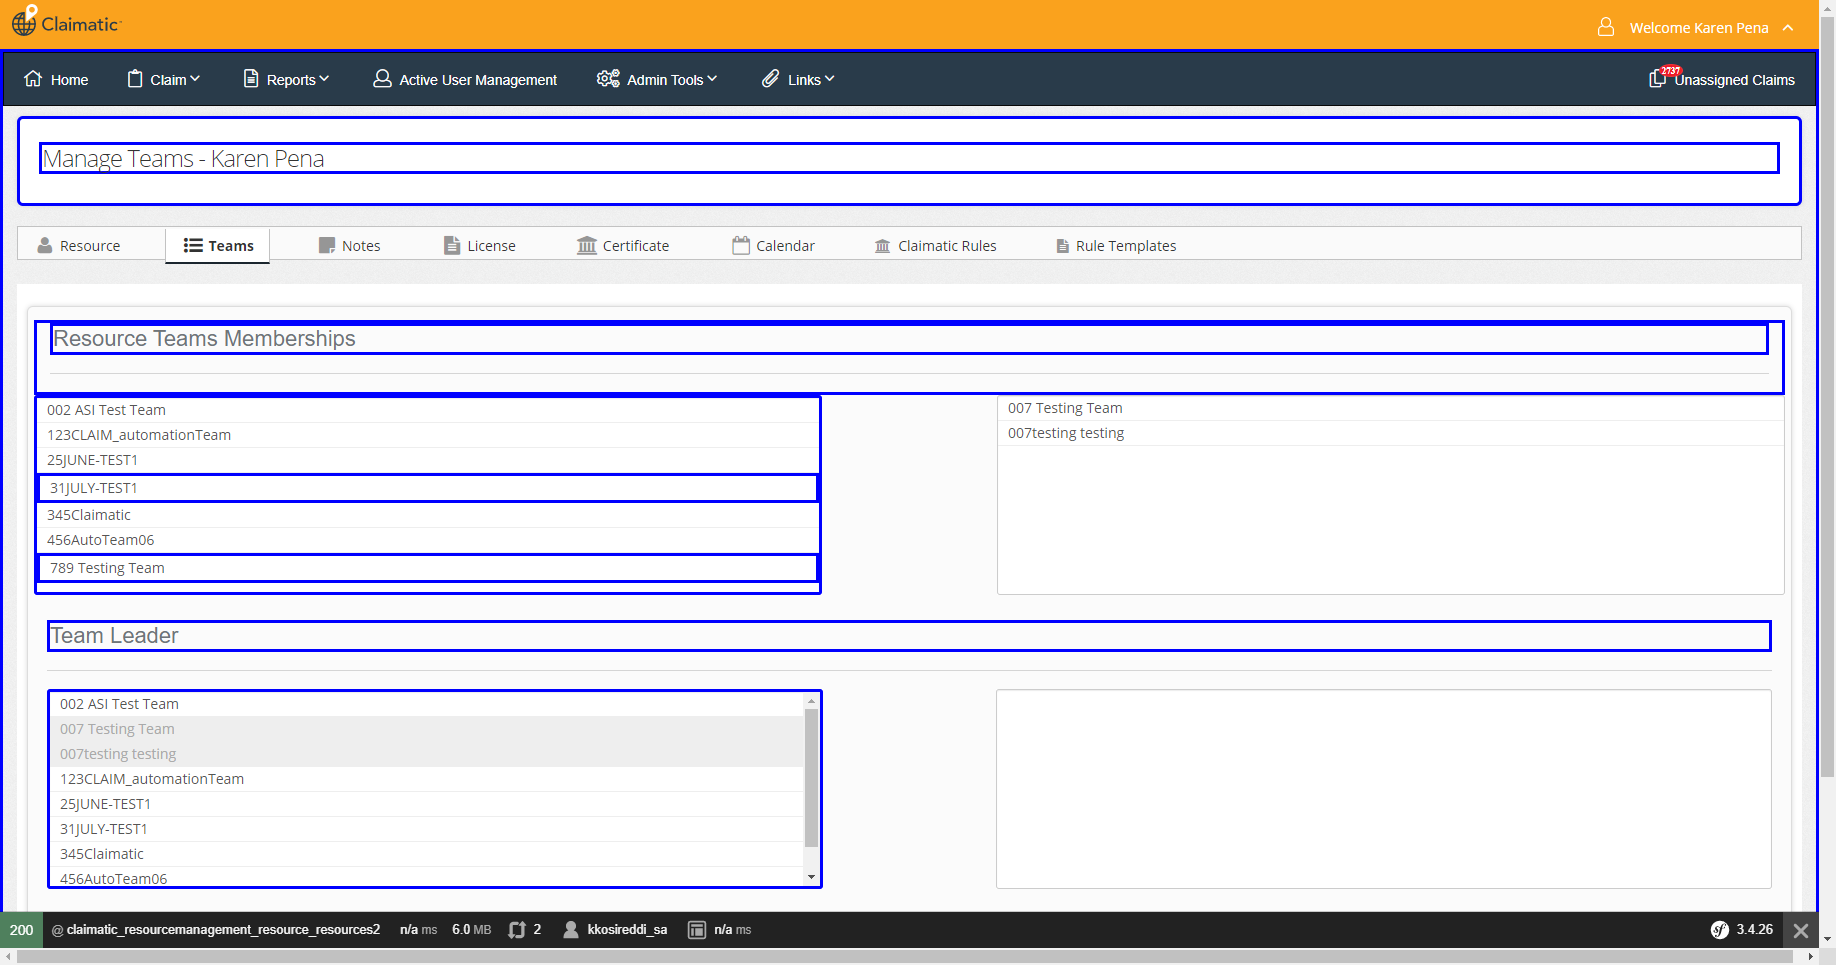 Claimatic
Welcome Karen Pena
Home
Claim
Reports
Active User Management
Admin Tools
Links
2737
Unassigned Claims
Manage Teams - Karen Pena
Resource
Teams
Notes
License
Certificate
Calendar
Claimatic Rules
Rule Templates
Resource Teams Memberships
002 ASI Test Team
123CLAIM_automationTeam
25JUNE-TEST1
31JULY-TEST1
345Claimatic
456AutoTeam06
789 Testing Team
007 Testing Team
007testing testing
Team Leader
002 ASI Test Team
007 Testing Team
007testing testing
123CLAIM_automationTeam
25JUNE-TEST1
31JULY-TEST1
345Claimatic
456AutoTeam06
200 @ claimatic_resourcemanagement_resource_resources2 n/a ms 6.0 MB 2 kkosireddi_sa n/a ms sf 3.4.26